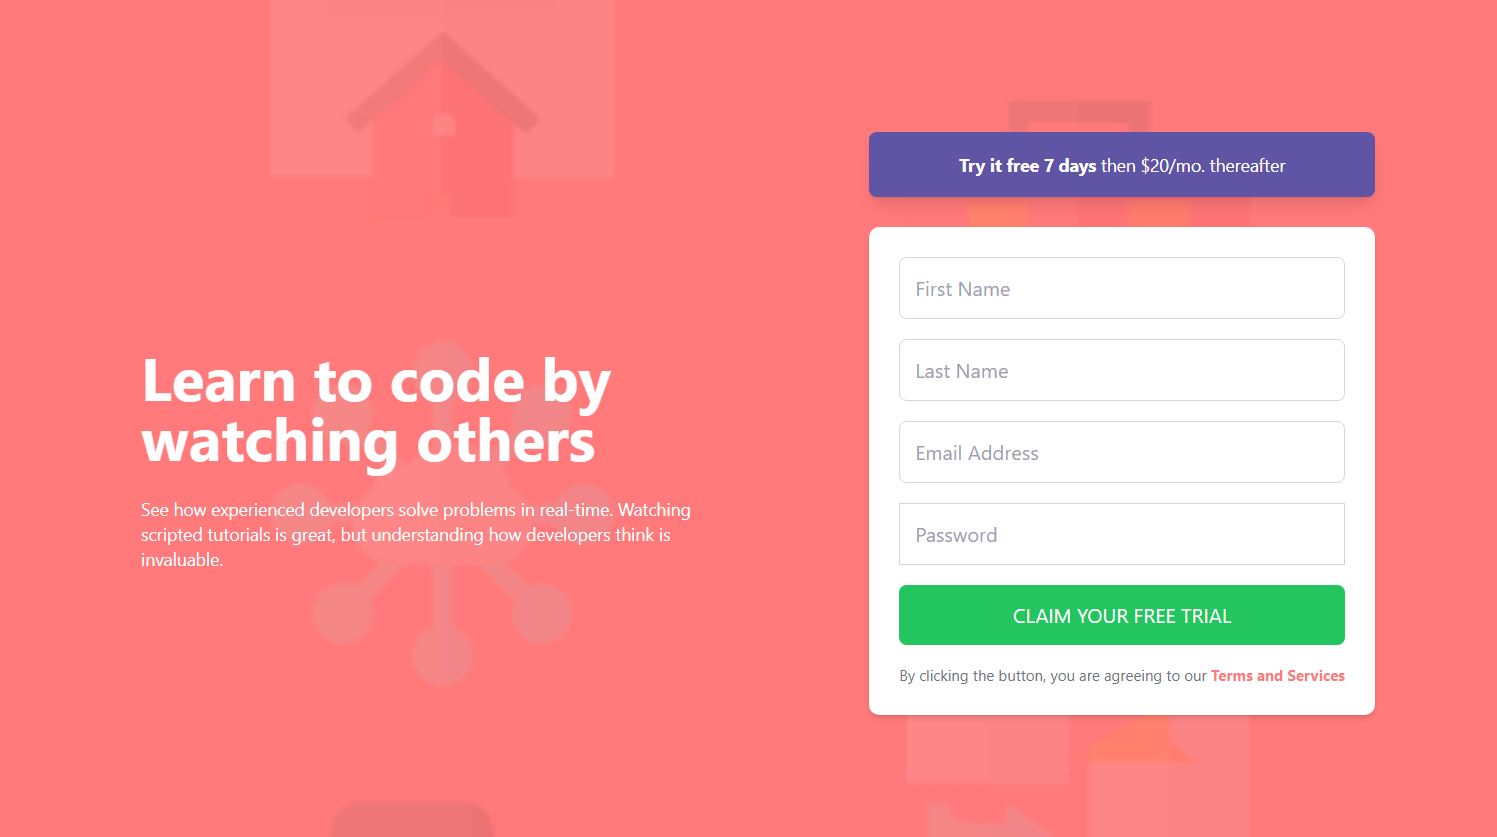 Learn to code by
watching others
See how experienced developers solve problems in real-time. Watching
scripted tutorials is great, but understanding how developers think is
invaluable.
Try it free 7 days then $20/mo. thereafter
First Name
Last Name
Email Address
Password
CLAIM YOUR FREE TRIAL
By clicking the button, you are agreeing to our Terms and Services